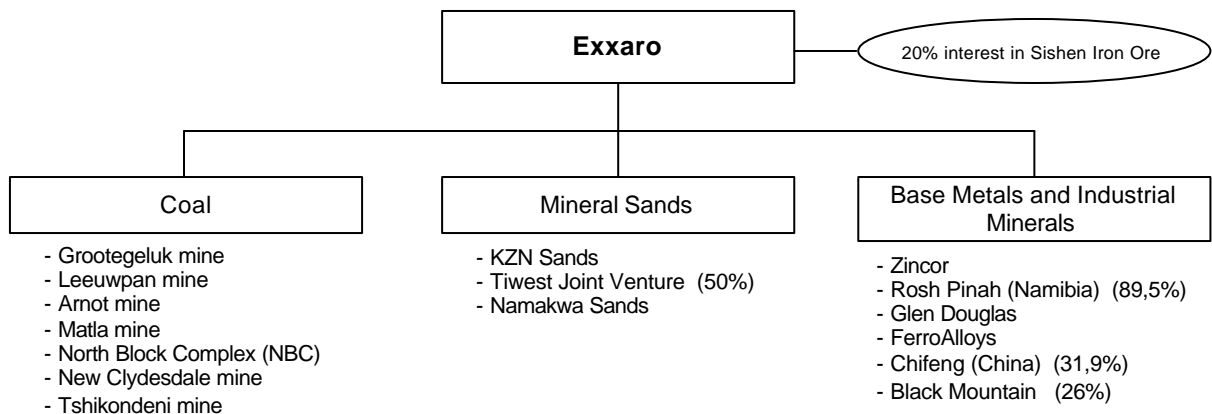 Exxaro
20% interest in Sishen Iron Ore
Coal
- Grootegeluk mine
- Leeuwpan mine
- Arnot mine
- Matla mine
- North Block Complex (NBC)
- New Clydesdale mine
- Tshikondeni mine
Mineral Sands
- KZN Sands
- Tiwest Joint Venture (50%)
- Namakwa Sands
Base Metals and Industrial
Minerals
- Zincor
- Rosh Pinah (Namibia) (89,5%)
- Glen Douglas
- FerroAlloys
- Chifeng (China) (31,9%)
- Black Mountain (26%)